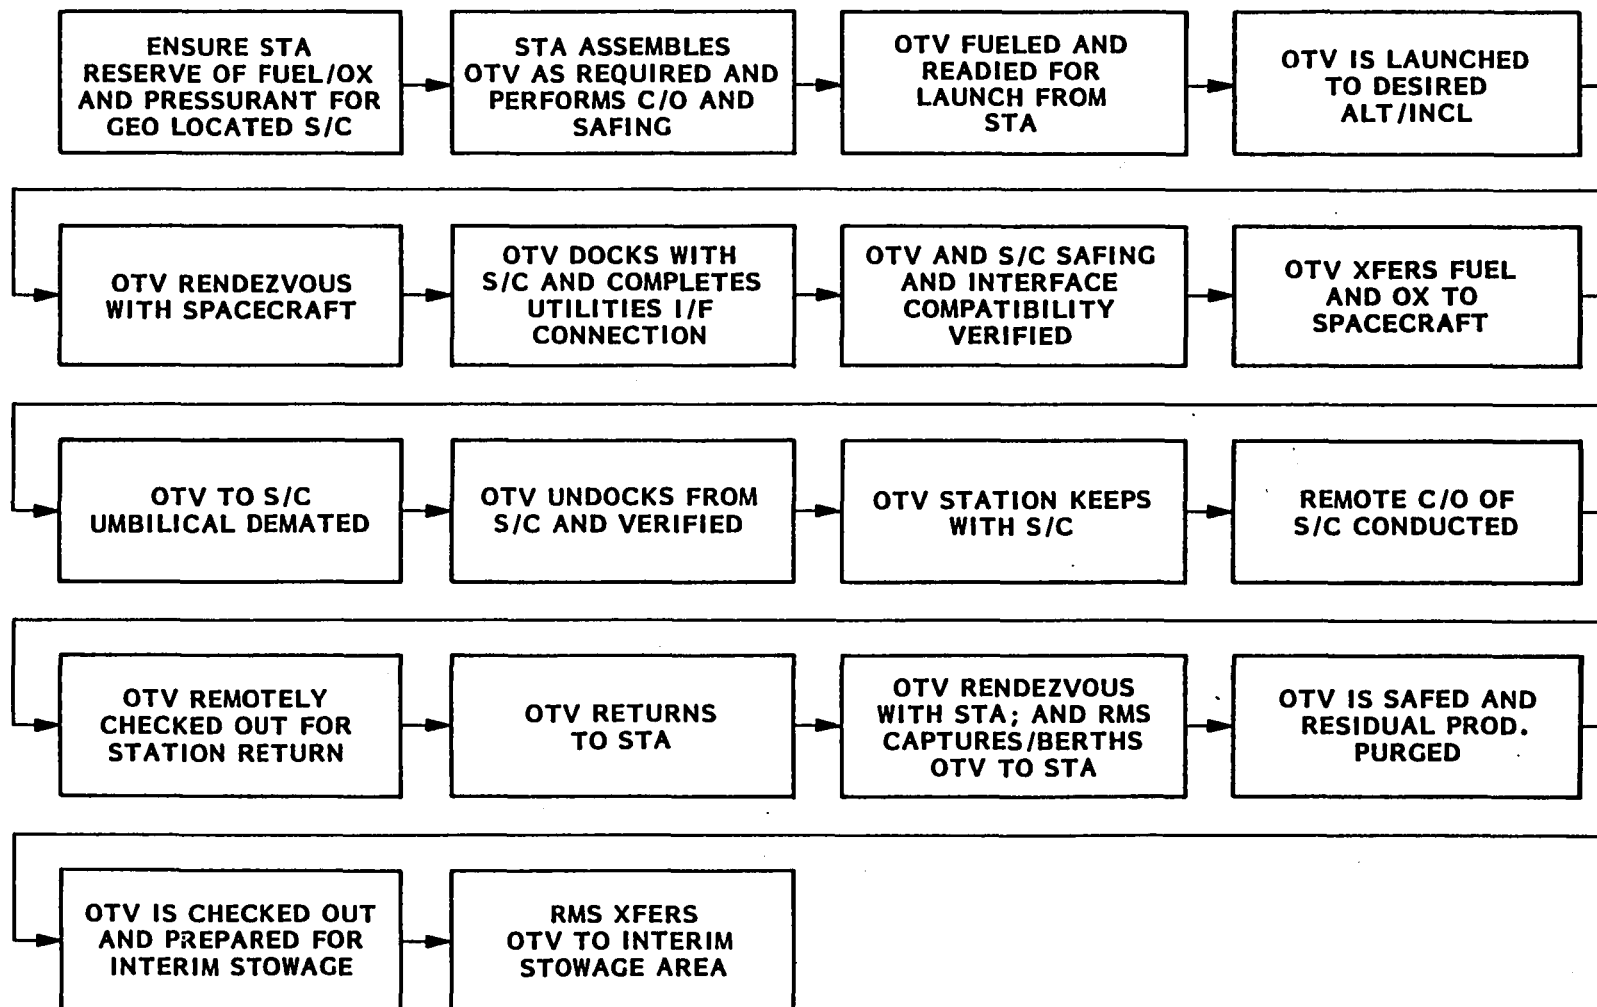 ENSURE STA
RESERVE OF FUEL/OX
AND PRESSURANT FOR
GEO LOCATED S/C
STA ASSEMBLES
OTV AS REQUIRED AND
PERFORMS C/O AND
SAFING
OTV FUELED AND
READIED FOR
LAUNCH FROM
STA
OTV IS LAUNCHED
TO DESIRED
ALT/INCL
OTV RENDEZVOUS
WITH SPACECRAFT
OTV DOCKS WITH
S/C AND COMPLETES
UTILITIES I/F
CONNECTION
OTV AND S/C SAFING
AND INTERFACE
COMPATIBILITY
VERIFIED
OTV XFERS FUEL
AND OX TO
SPACECRAFT
OTV TO S/C
UMBILICAL DEMATED
OTV UNDOCKS FROM
S/C AND VERIFIED
OTV STATION KEEPS
WITH S/C
REMOTE C/O OF
S/C CONDUCTED
OTV REMOTELY
CHECKED OUT FOR
STATION RETURN
OTV RETURNS
TO STA
OTV RENDEZVOUS
WITH STA; AND RMS
CAPTURES/BERTHS
OTV TO STA
OTV IS SAFED AND
RESIDUAL PROD.
PURGED
OTV IS CHECKED OUT
AND PREPARED FOR
INTERIM STOWAGE
RMS XFERS
OTV TO INTERIM
STOWAGE AREA